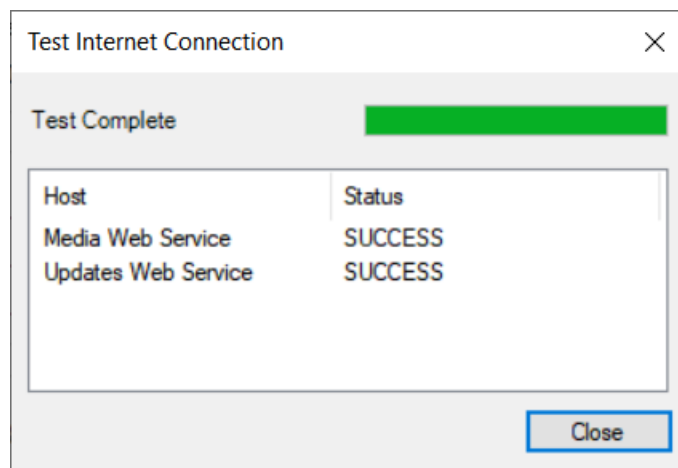 Test Internet Connection
Test Complete
Host Status
Media Web Service SUCCESS
Updates Web Service SUCCESS
Close